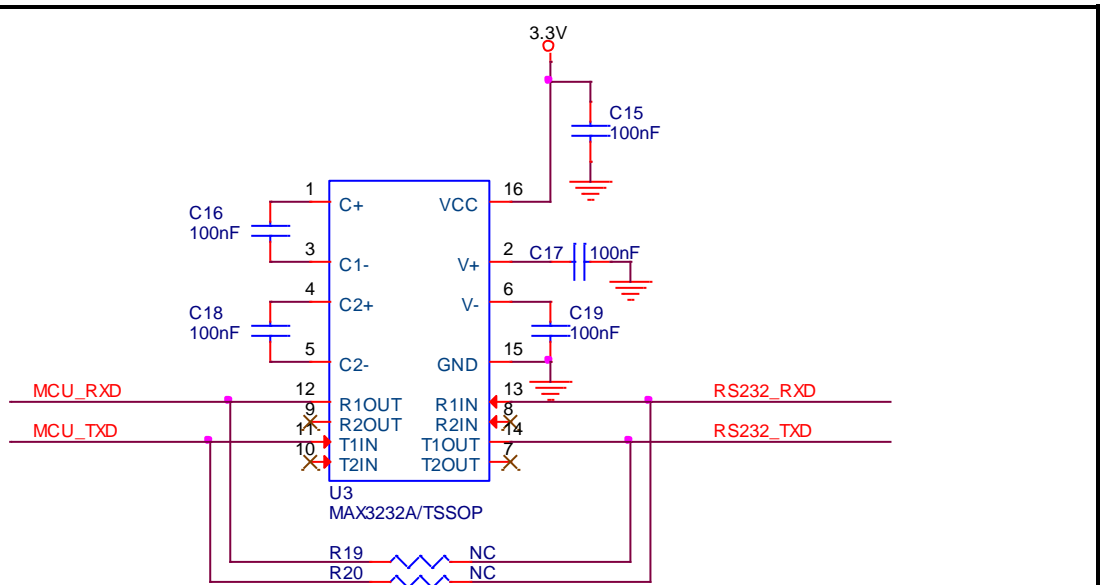 3.3V
C15
100nF
1
C+
VCC
16
C16
100nF
3
C1-
V+
2
C17
100nF
4
C2+
V-
6
C18
100nF
C19
100nF
5
C2-
GND
15
MCU_RXD
12
R1OUT
R1IN
13
RS232_RXD
9
R2OUT
R2IN
8
MCU_TXD
11
T1IN
T1OUT
14
RS232_TXD
10
T2IN
T2OUT
7
U3
MAX3232A/TSSOP
R19
NC
R20
NC